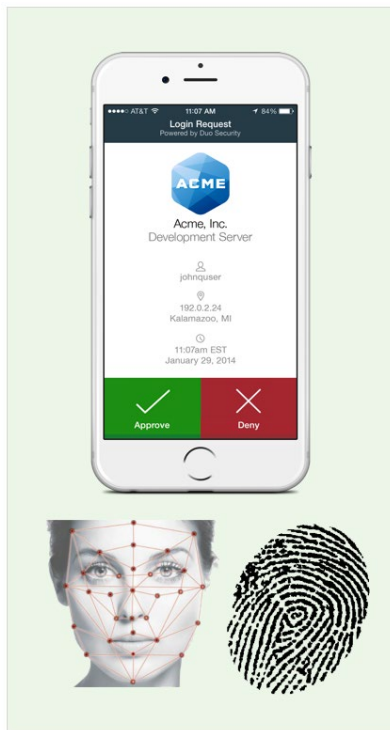 AT&T 11:07 AM 84%
Login Request
Powered by Duo Security
ACME
Acme, Inc.
Development Server
johnquser
192.0.2.24
Kalamazoo, MI
11:07am EST
January 29, 2014
Approve Deny